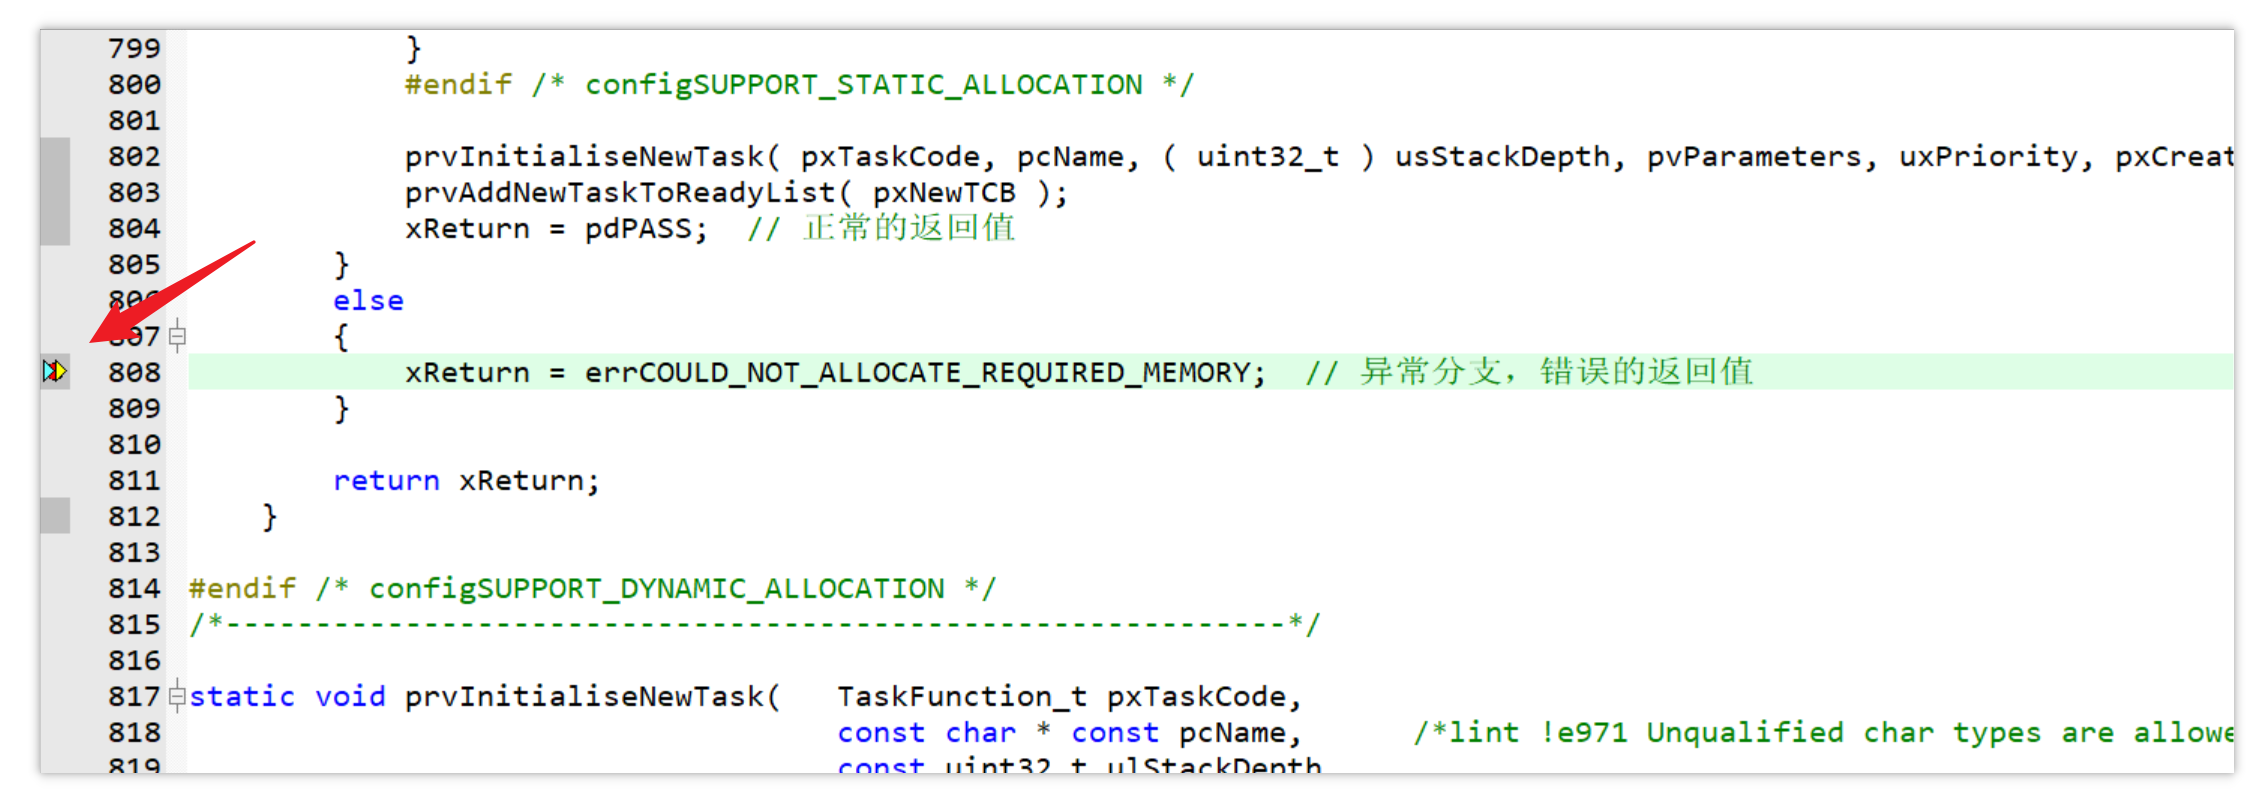 799 }
800 #endif /* configSUPPORT_STATIC_ALLOCATION */
801
802 prvInitialiseNewTask( pxTaskCode, pcName, ( uint32_t ) usStackDepth, pvParameters, uxPriority, pxCreat
803 prvAddNewTaskToReadyList( pxNewTCB );
804 xReturn = pdPASS; // 正常的返回值
805 }
806 else
807 {
808 xReturn = errCOULD_NOT_ALLOCATE_REQUIRED_MEMORY; // 异常分支，错误的返回值
809 }
810
811 return xReturn;
812 }
813
814 #endif /* configSUPPORT_DYNAMIC_ALLOCATION */
815 /*-----------------------------------------------------------*/
816
817 static void prvInitialiseNewTask( TaskFunction_t pxTaskCode,
818 const char * const pcName, /*lint !e971 Unqualified char types are allowe
819 const uint32_t ulStackDepth